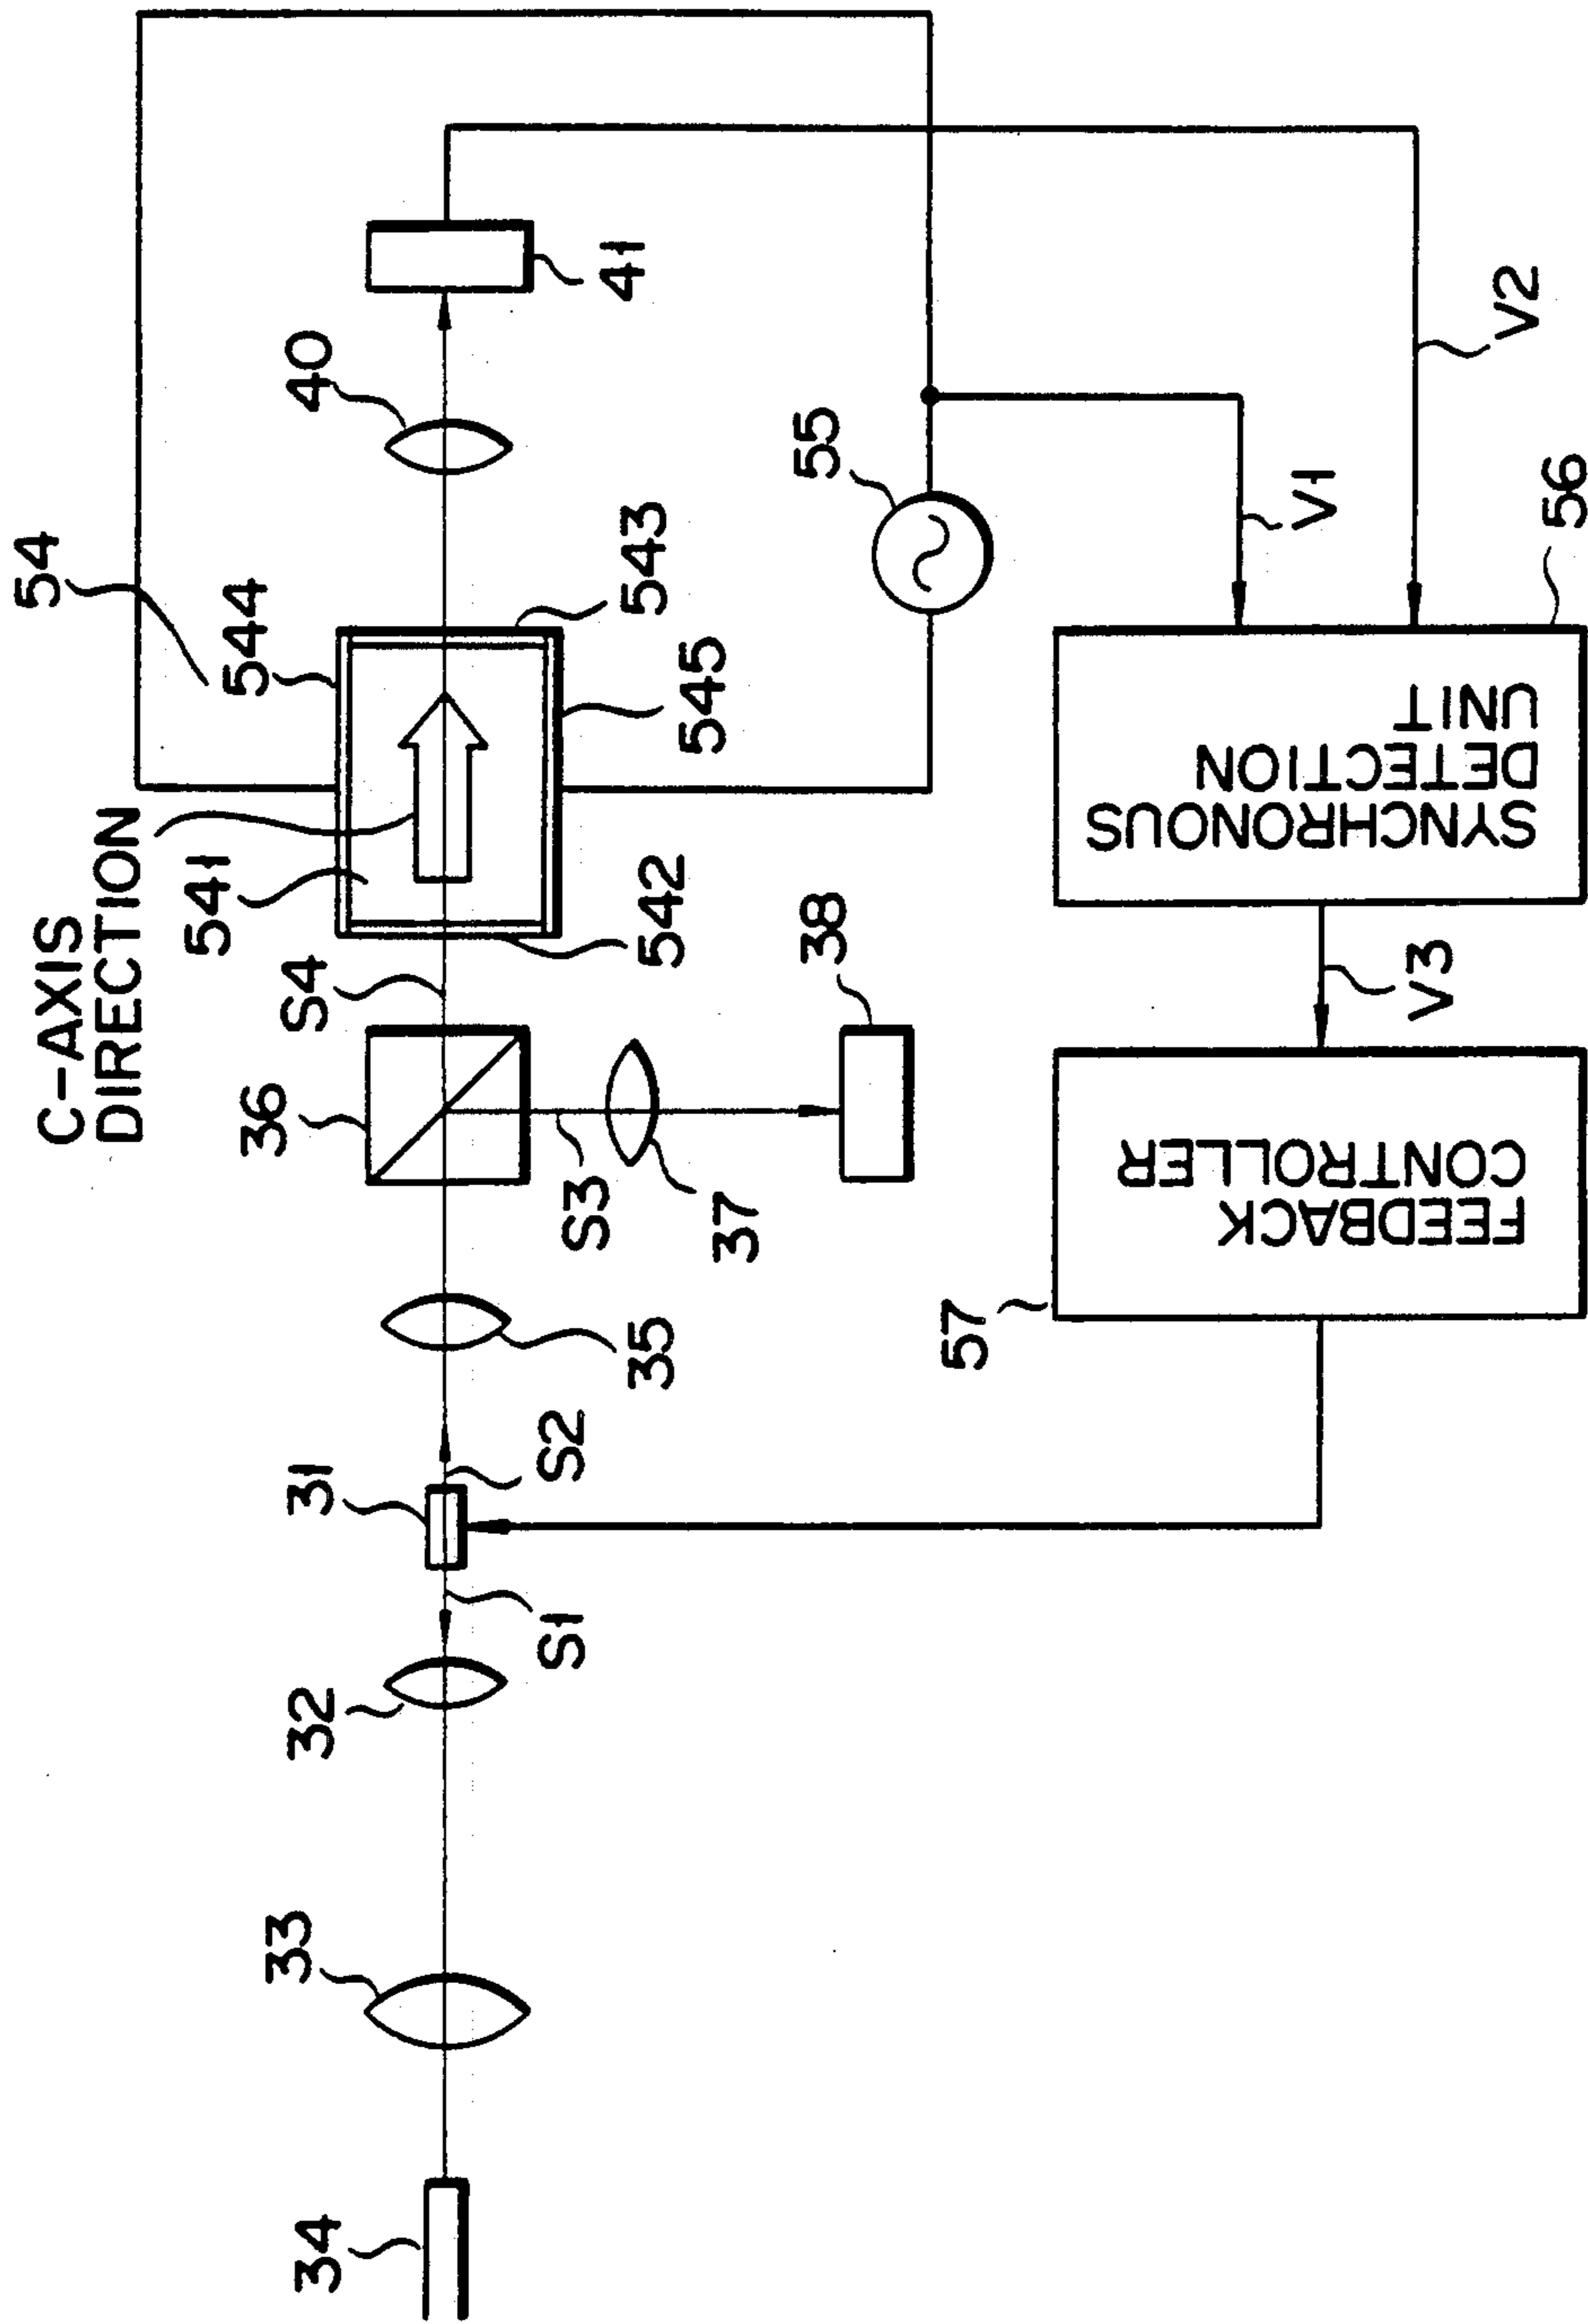 C-AXIS
DIRECTION
54
544
541
543
545
542
40
41
S4
36
38
S3
37
35
31
S2
S1
32
33
34
55
V1
V2
56
SYNCHRONOUS
DETECTION
UNIT
V3
57
FEEDBACK
CONTROLLER